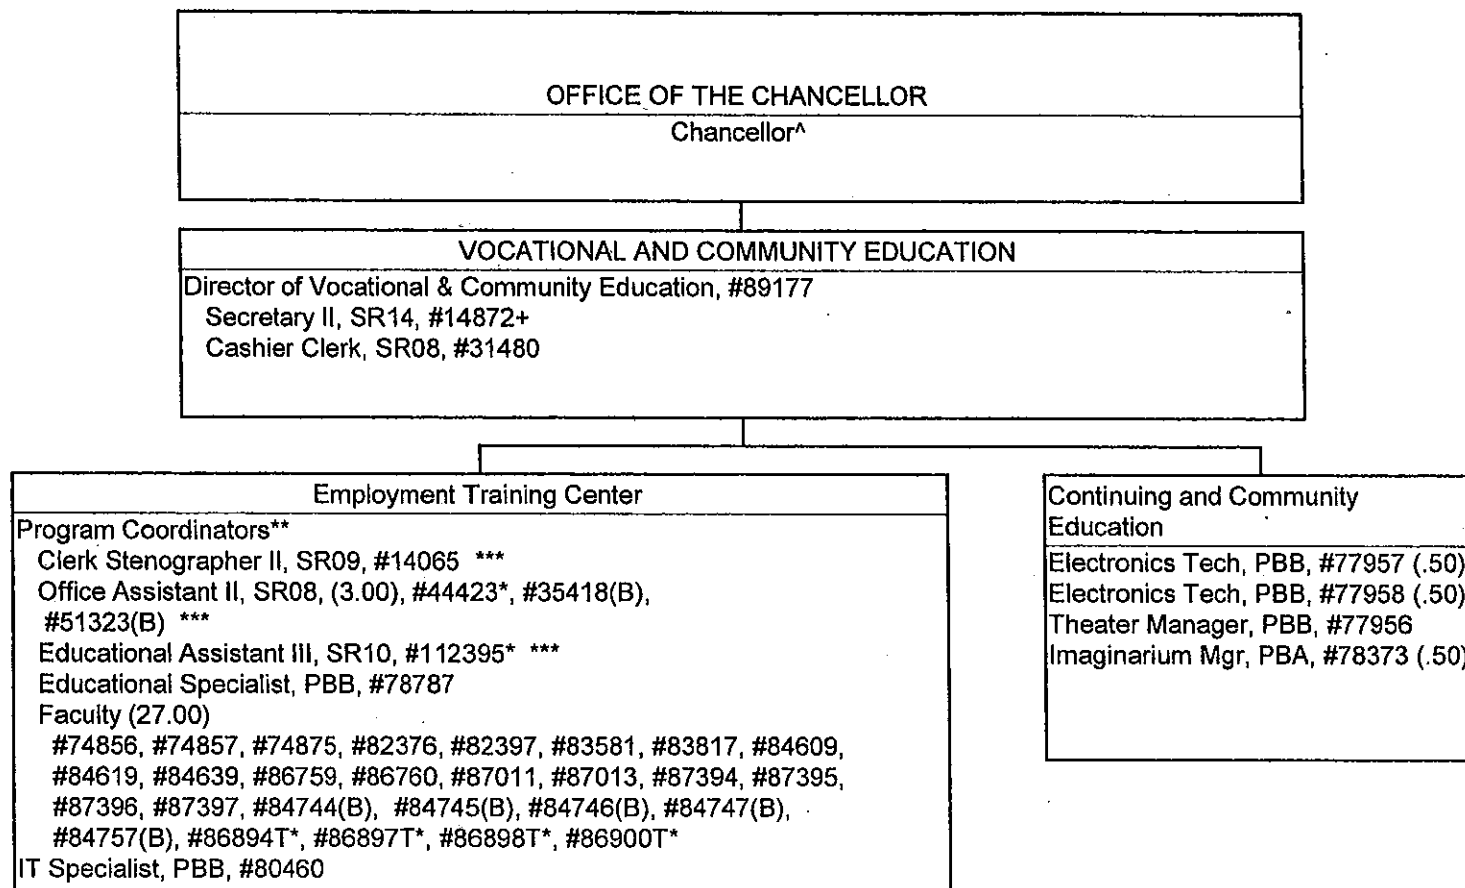 OFFICE OF THE CHANCELLOR
Chancellor^
VOCATIONAL AND COMMUNITY EDUCATION
Director of Vocational & Community Education, #89177
Secretary II, SR14, #14872+
Cashier Clerk, SR08, #31480
Employment Training Center
Program Coordinators**
Clerk Stenographer II, SR09, #14065 ***
Office Assistant II, SR08, (3.00), #44423*, #35418(B),
#51323(B) ***
Educational Assistant III, SR10, #112395* ***
Educational Specialist, PBB, #78787
Faculty (27.00)
#74856, #74857, #74875, #82376, #82397, #83581, #83817, #84609,
#84619, #84639, #86759, #86760, #87011, #87013, #87394, #87395,
#87396, #87397, #84744(B), #84745(B), #84746(B), #84747(B),
#84757(B), #86894T*, #86897T*, #86898T*, #86900T*
IT Specialist, PBB, #80460
Continuing and Community
Education
Electronics Tech, PBB, #77957 (.50)
Electronics Tech, PBB, #77958 (.50)
Theater Manager, PBB, #77956
Imaginarium Mgr, PBA, #78373 (.50)